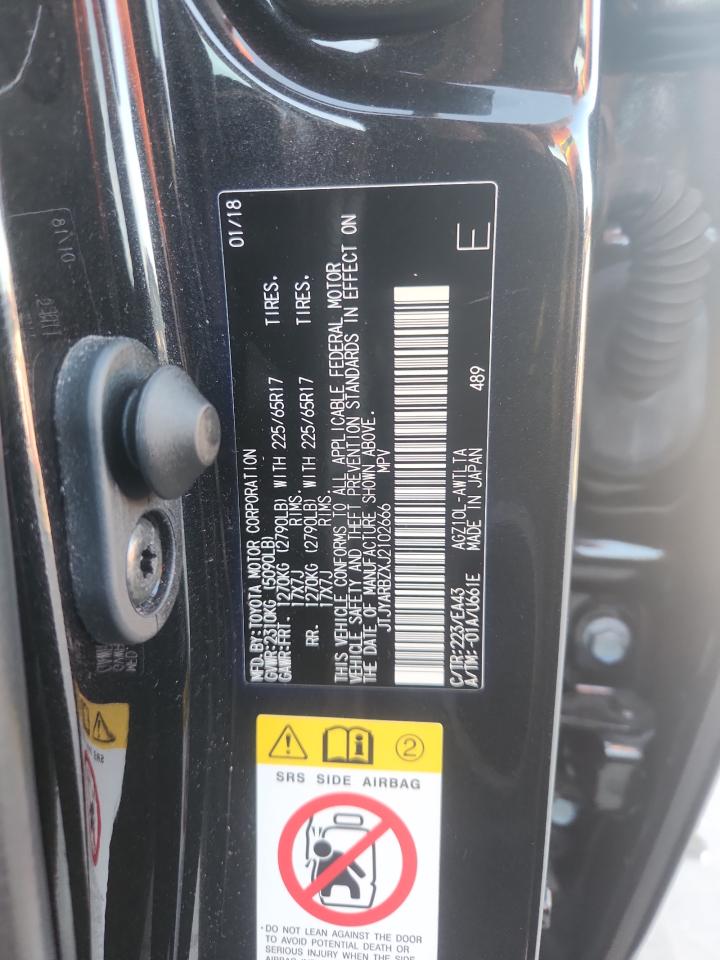 MFD. BY: TOYOTA MOTOR CORPORATION 01/18
GVWR: 2310KG (5090LB)
GAWR: FRT. 1270KG (2790LB) WITH 225/65R17 TIRES.
17X7J RIMS.
RR. 1270KG (2790LB) WITH 225/65R17 TIRES.
17X7J RIMS.
THIS VEHICLE CONFORMS TO ALL APPLICABLE FEDERAL MOTOR
VEHICLE SAFETY AND THEFT PREVENTION STANDARDS IN EFFECT ON
THE DATE OF MANUFACTURE SHOWN ABOVE.
JTJYARBZXJ2102666 MPV
C/TR: 223/EA43 AGZ10L-AWTLTA 489
A/TM: -01A/U661E MADE IN JAPAN
E
2
SRS SIDE AIRBAG
· DO NOT LEAN AGAINST THE DOOR
TO AVOID POTENTIAL DEATH OR
SERIOUS INJURY WHEN THE SIDE